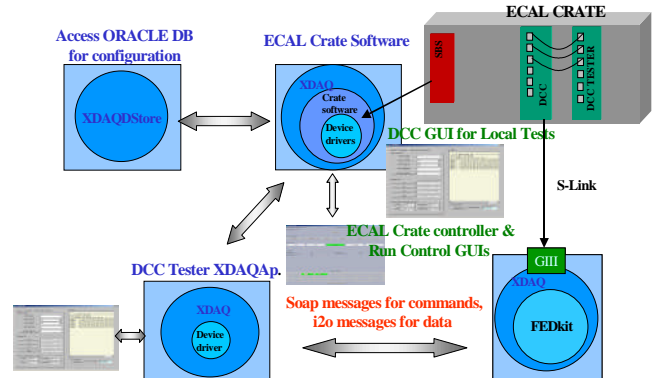 ECAL CRATE
Access ORACLE DB
for configuration
ECAL Crate Software
SBS
DCC
DCC TESTER
XDAQDStore
XDAQ
Crate
software
Device
drivers
DCC GUI for Local Tests
S-Link
ECAL Crate controller &
Run Control GUIs
DCC Tester XDAQAp.
GIII
XDAQ
FEDkit
XDAQ
Device
driver
Soap messages for commands,
i2o messages for data